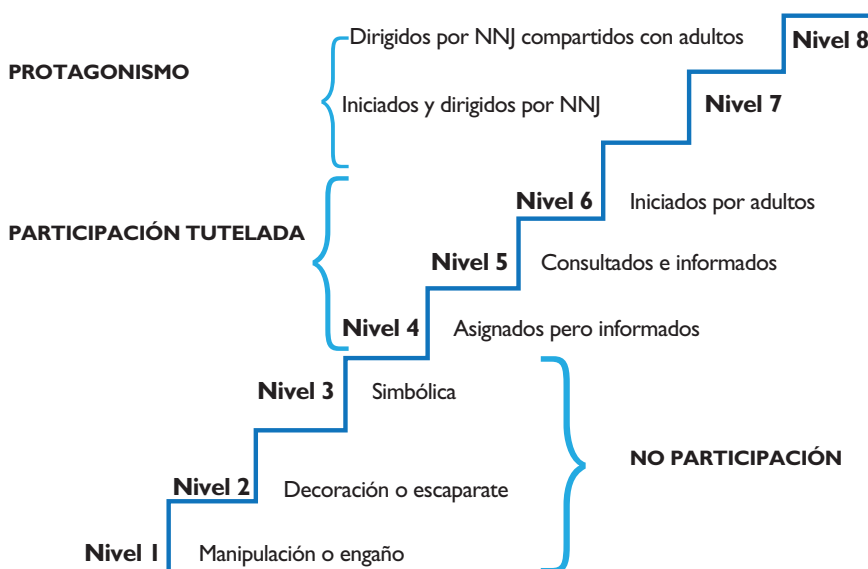 Dirigidos por NNJ compartidos con adultos
Nivel 8
PROTAGONISMO
Iniciados y dirigidos por NNJ
Nivel 7
Nivel 6
Iniciados por adultos
PARTICIPACIÓN TUTELADA
Nivel 5
Consultados e informados
Nivel 4
Asignados pero informados
Nivel 3
Simbólica
NO PARTICIPACIÓN
Nivel 2
Decoración o escaparate
Nivel 1
Manipulación o engaño